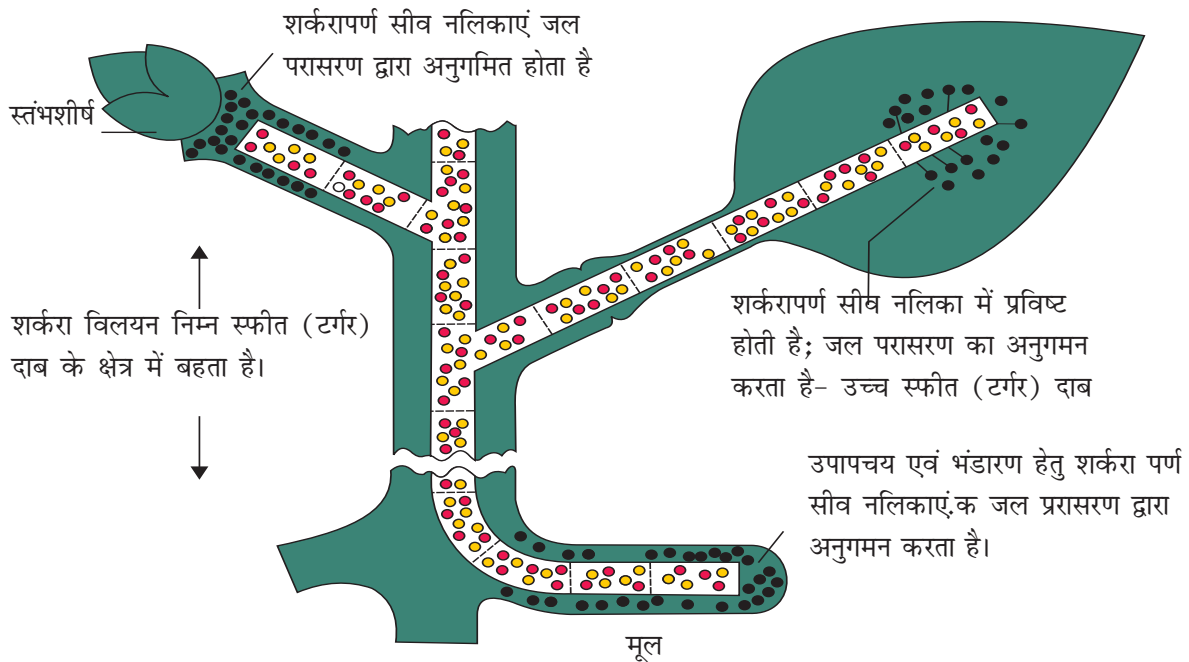 शर्करापर्ण सीव नलिकाएं जल
परासरण द्वारा अनुगमित होता है
स्तंभशीर्ष
शर्करा विलयन निम्न स्फीत (टर्गर)
दाब के क्षेत्र में बहता है।
शर्करापर्ण सीव नलिका में प्रविष्ट
होती है; जल परासरण का अनुगमन
करता है- उच्च स्फीत (टर्गर) दाब
उपापचय एवं भंडारण हेतु शर्करा पर्ण
सीव नलिकाएं.क जल प्ररासरण द्वारा
अनुगमन करता है।
मूल